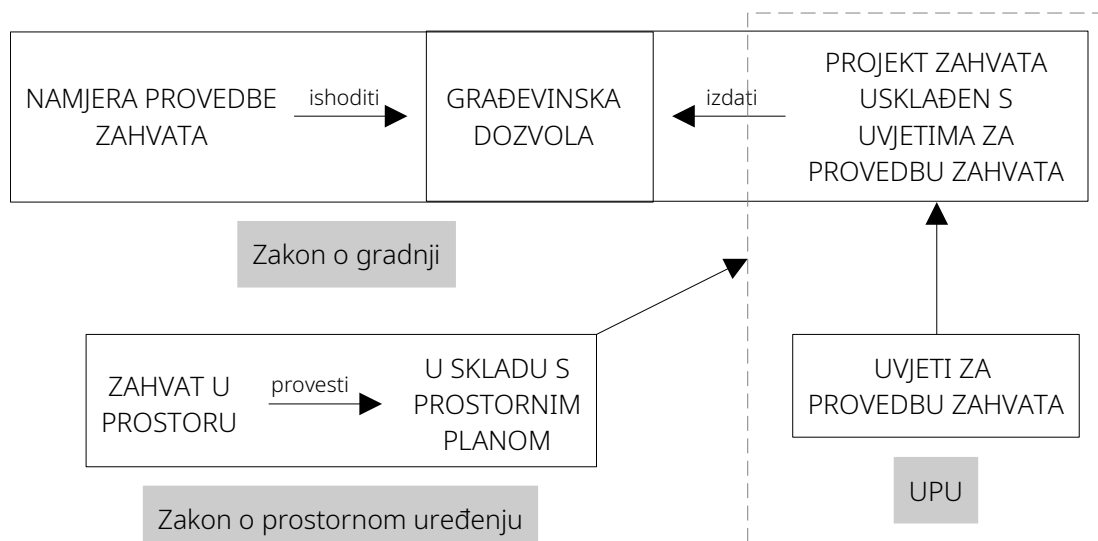 NAMJERA PROVEDBE
ZAHVATA
ishoditi
GRAĐEVINSKA
DOZVOLA
izdati
PROJEKT ZAHVATA
USKLAĐEN S
UVJETIMA ZA
PROVEDBU ZAHVATA
Zakon o gradnji
ZAHVAT U
PROSTORU
provesti
U SKLADU S
PROSTORNIM
PLANOM
UVJETI ZA
PROVEDBU ZAHVATA
Zakon o prostornom uređenju
UPU